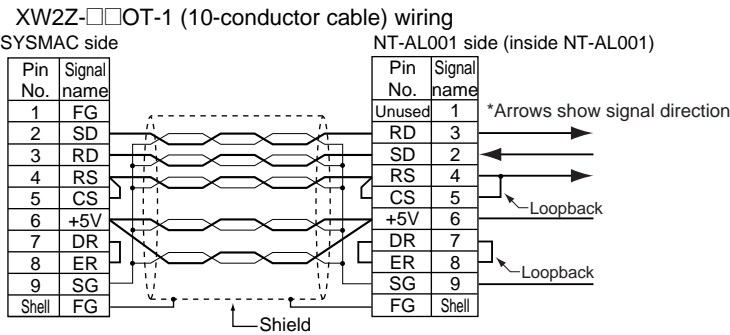 XW2Z-□□OT-1 (10-conductor cable) wiring
SYSMAC side NT-AL001 side (inside NT-AL001)
Pin No. Signal name Pin No. Signal name
1 FG Unused 1 *Arrows show signal direction
2 SD RD 3
3 RD SD 2
4 RS RS 4
5 CS CS 5 Loopback
6 +5V +5V 6
7 DR DR 7
8 ER ER 8 Loopback
9 SG SG 9
Shell FG FG Shell
Shield